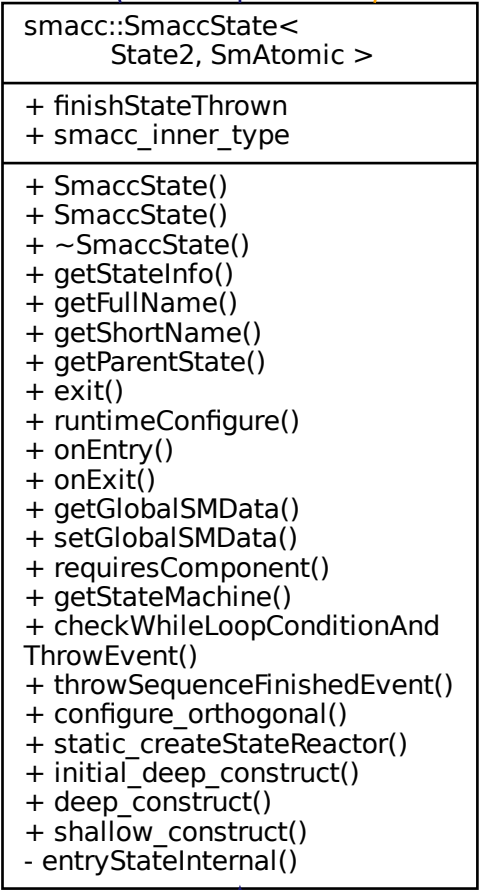 smacc::SmaccState<
State2, SmAtomic >
+ finishStateThrown
+ smacc_inner_type
+ SmaccState()
+ SmaccState()
+ ~SmaccState()
+ getStateInfo()
+ getFullName()
+ getShortName()
+ getParentState()
+ exit()
+ runtimeConfigure()
+ onEntry()
+ onExit()
+ getGlobalSMData()
+ setGlobalSMData()
+ requiresComponent()
+ getStateMachine()
+ checkWhileLoopConditionAnd
ThrowEvent()
+ throwSequenceFinishedEvent()
+ configure_orthogonal()
+ static_createStateReactor()
+ initial_deep_construct()
+ deep_construct()
+ shallow_construct()
- entryStateInternal()